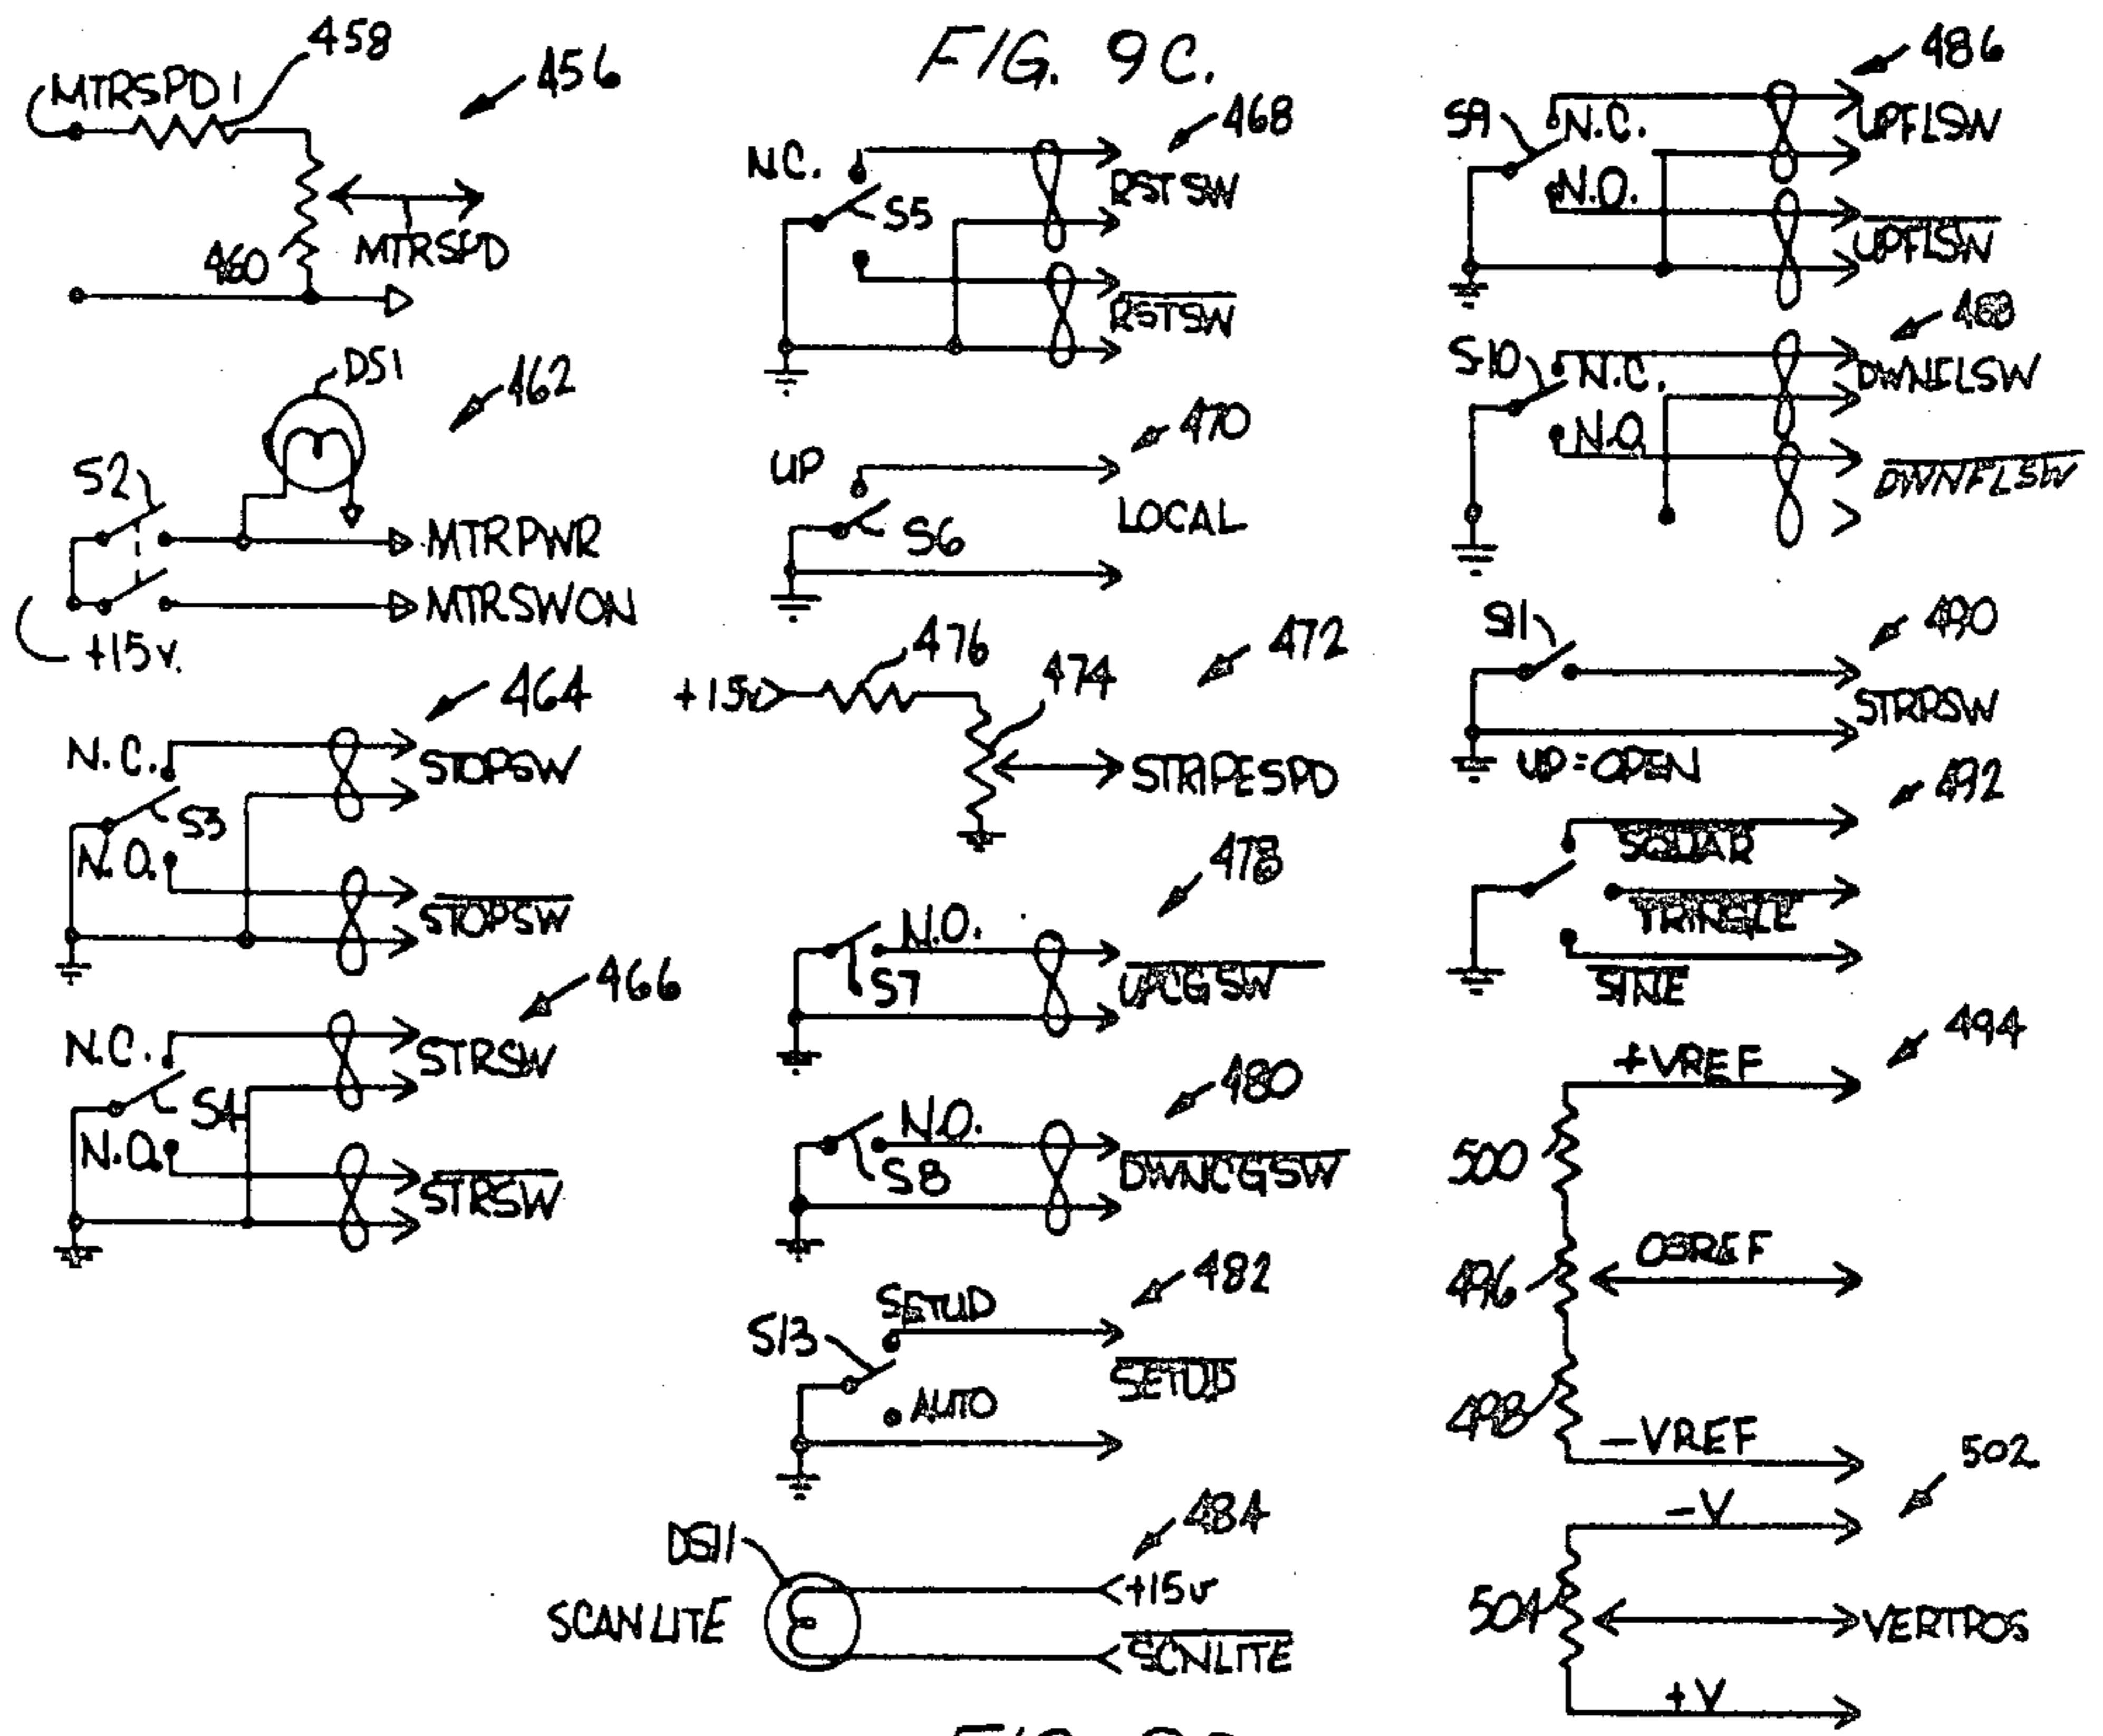 FIG. 9C.
MTRSPD1
458
456
460
MTRSPD
DS1
462
S2
MTRPWR
MTRSWON
+15v.
464
N.C.
STOPSW
S3
N.O.
STOPSW
466
N.C.
STRSW
S4
N.O.
STRSW
468
N.C.
RSTSW
S5
RSTSW
470
UP
LOCAL
S6
476
472
474
+15v
STRIPESPD
478
N.O.
S7
UPCGSW
480
N.O.
S8
DWNCGSW
482
SETUP
S13
SETUP
AUTO
484
DS11
+15v
SCANLITE
SCNLITE
486
S9
N.C.
UPFLSW
N.O.
UPFLSW
488
S10
N.C.
DWNFLSW
N.O.
DWNFLSW
490
S11
STRPSW
UP=OPEN
492
SQUAR
SINE
494
+VREF
500
496
498
-VREF
502
-V
504
VERTPOS
+V